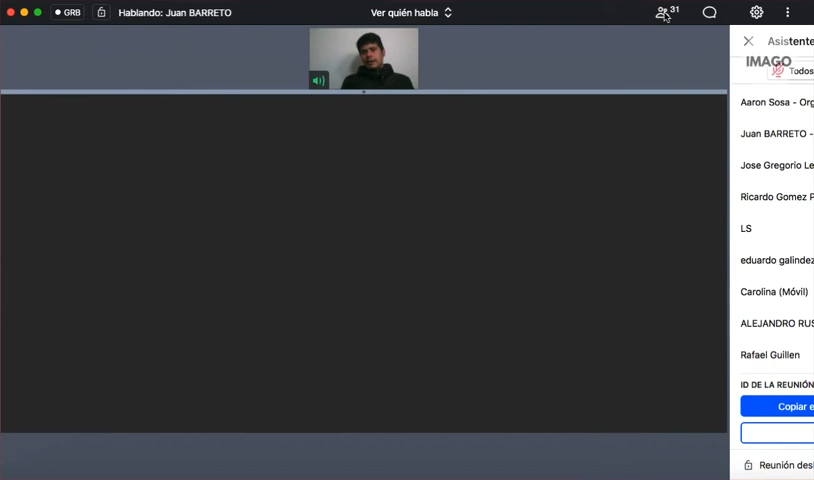 GRB
Hablando: Juan BARRETO
Ver quién habla
31
Asistente
IMAGO
Todos
Aaron Sosa - Org
Juan BARRETO -
Jose Gregorio Le
Ricardo Gomez P
LS
eduardo galindez
Carolina (Móvil)
ALEJANDRO RUS
Rafael Guillen
ID DE LA REUNIÓN
Copiar e
Reunión des